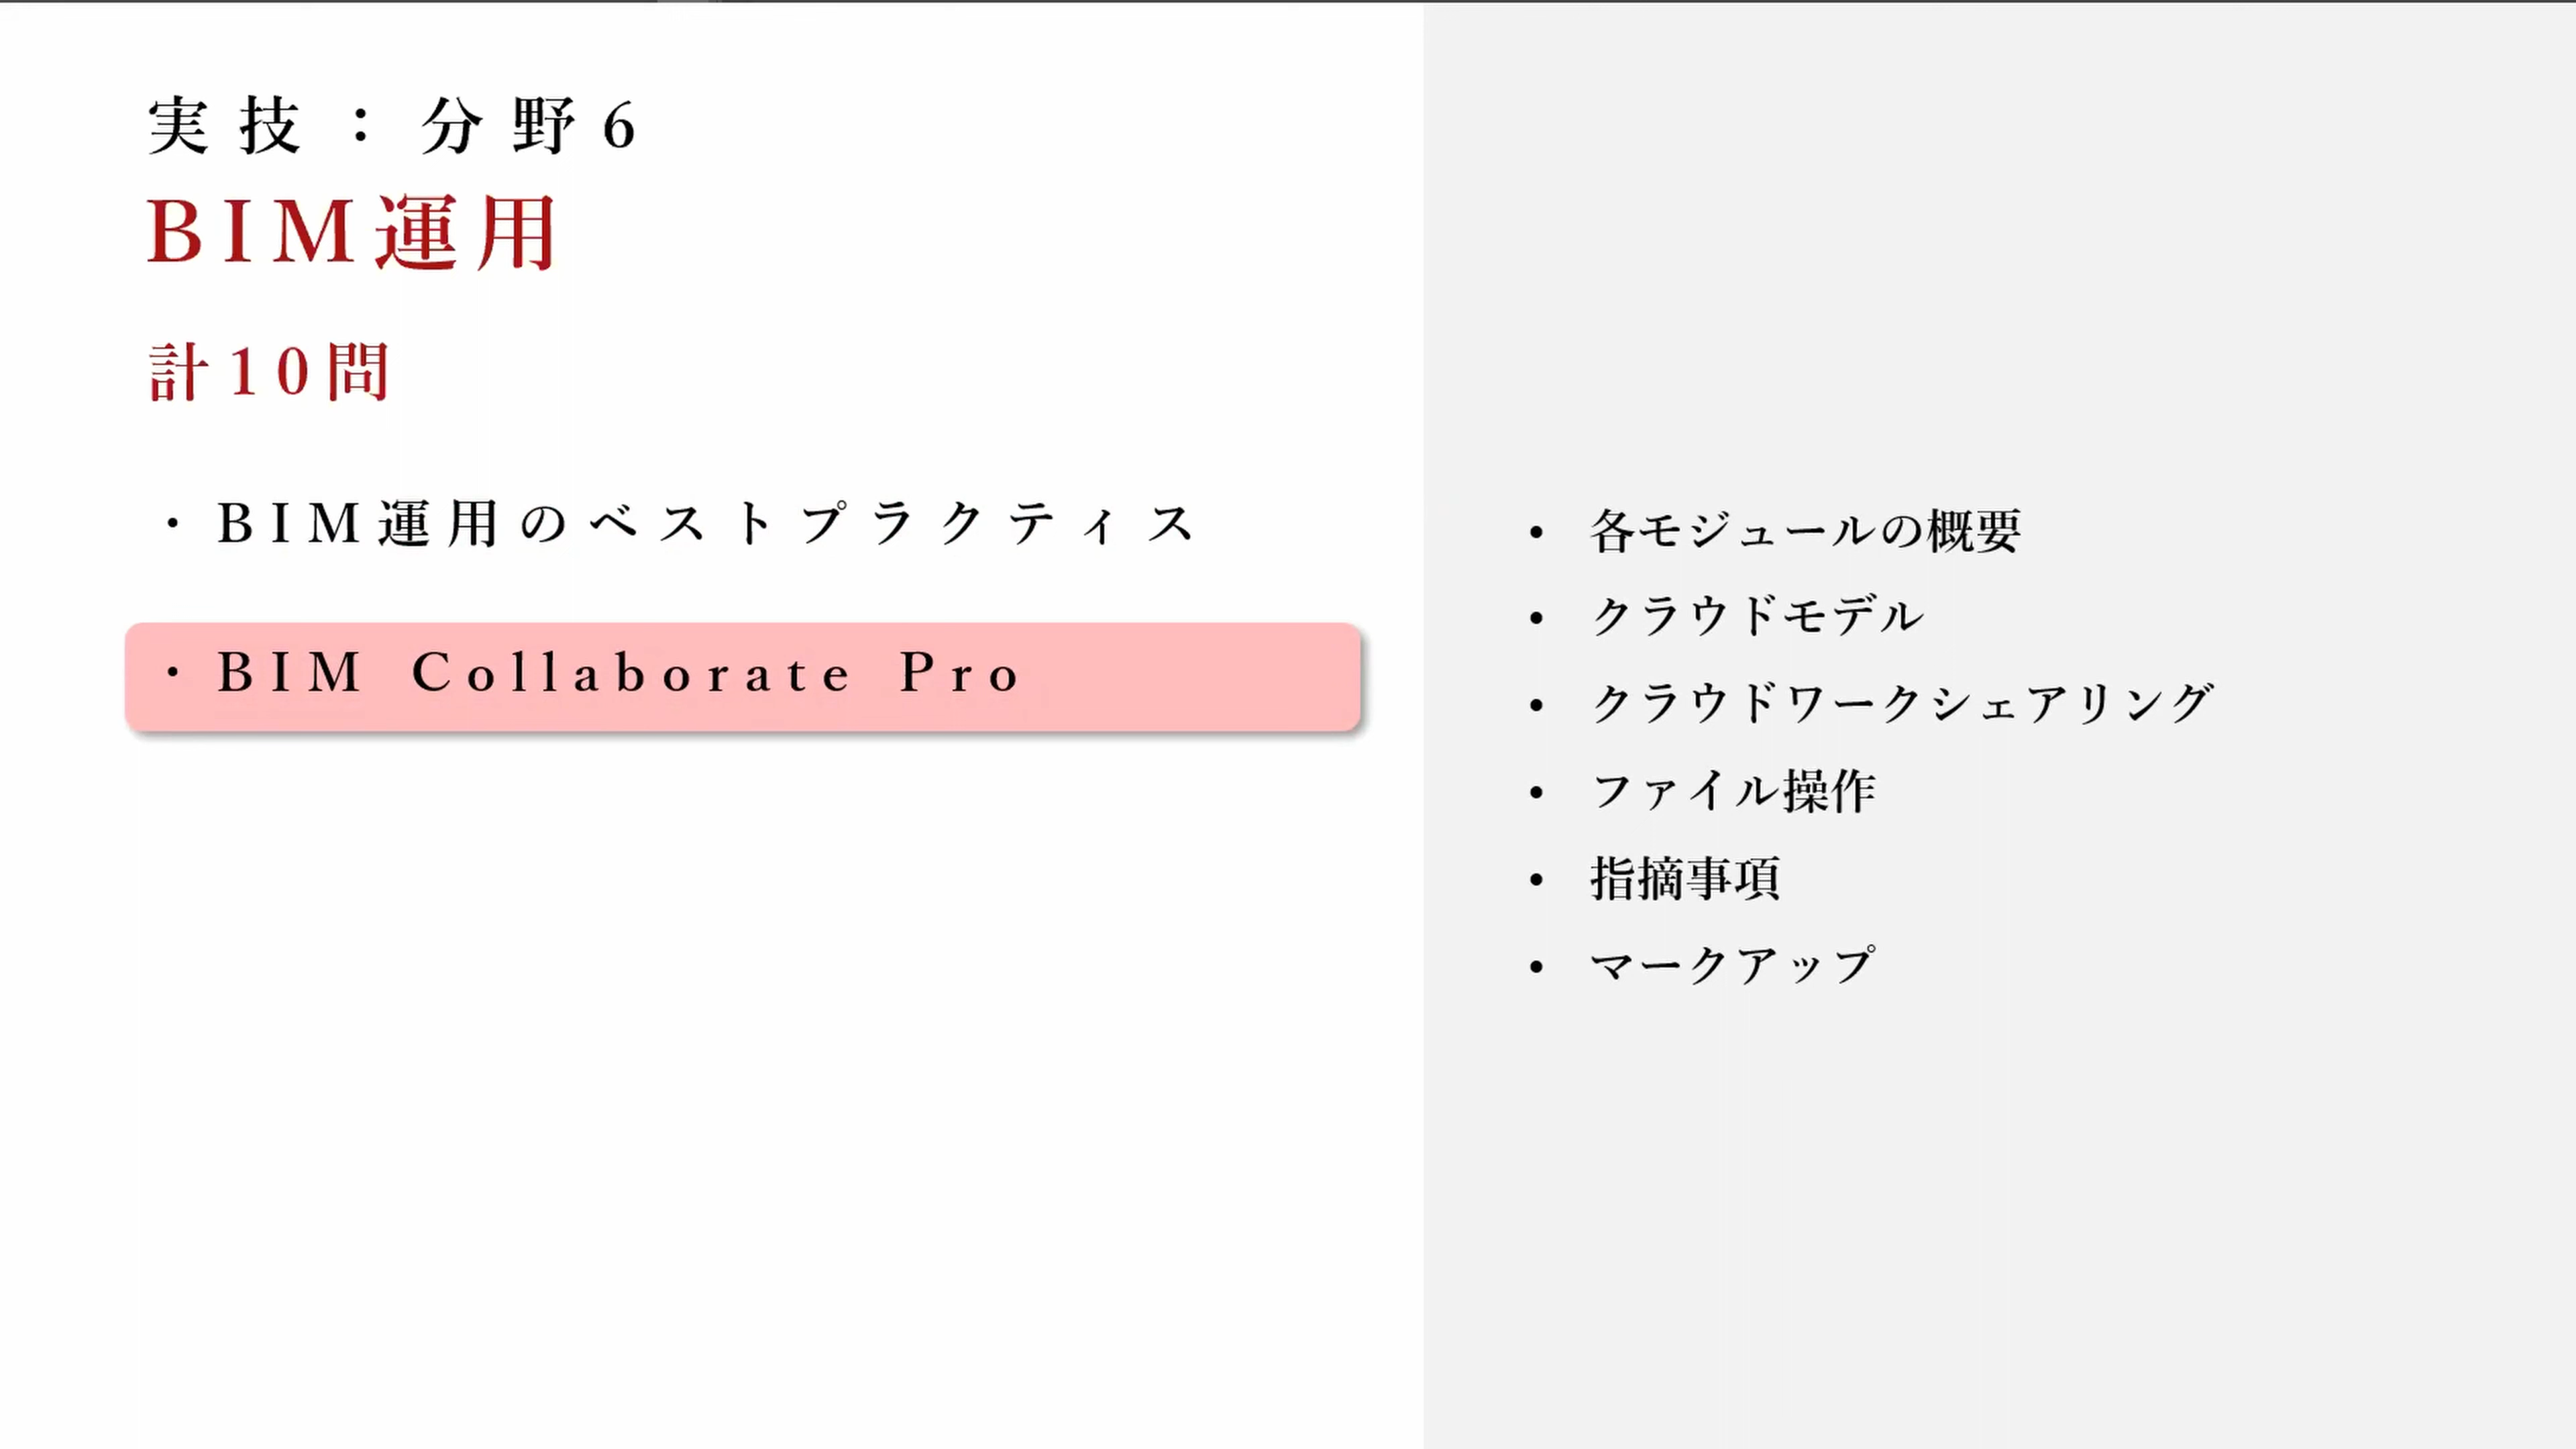 実技：分野6
BIM運用
計10問
・BIM運用のベストプラクティス
・BIM Collaborate Pro
• 各モジュールの概要
• クラウドモデル
• クラウドワークシェアリング
• ファイル操作
• 指摘事項
• マークアップ